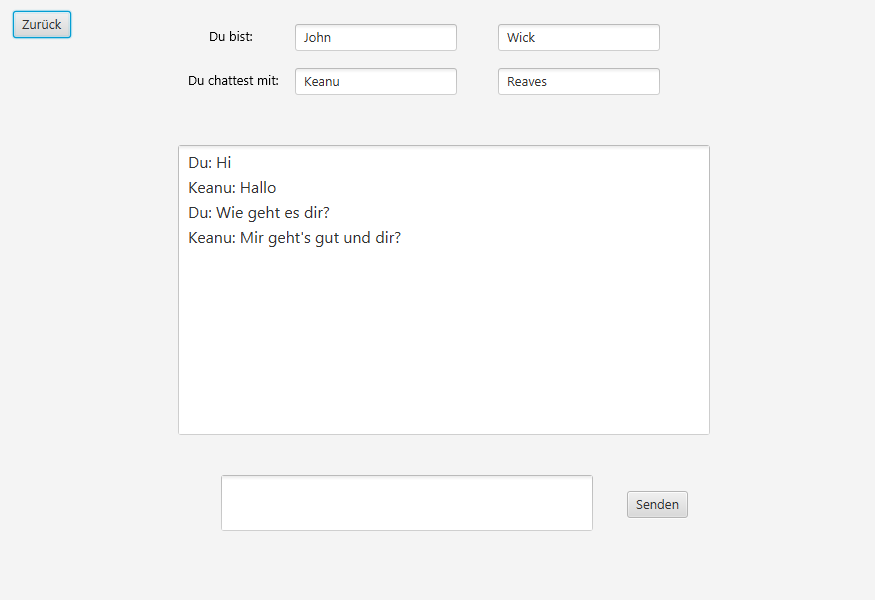 Zurück
Du bist: John Wick
Du chattest mit: Keanu Reaves
Du: Hi
Keanu: Hallo
Du: Wie geht es dir?
Keanu: Mir geht's gut und dir?
Senden